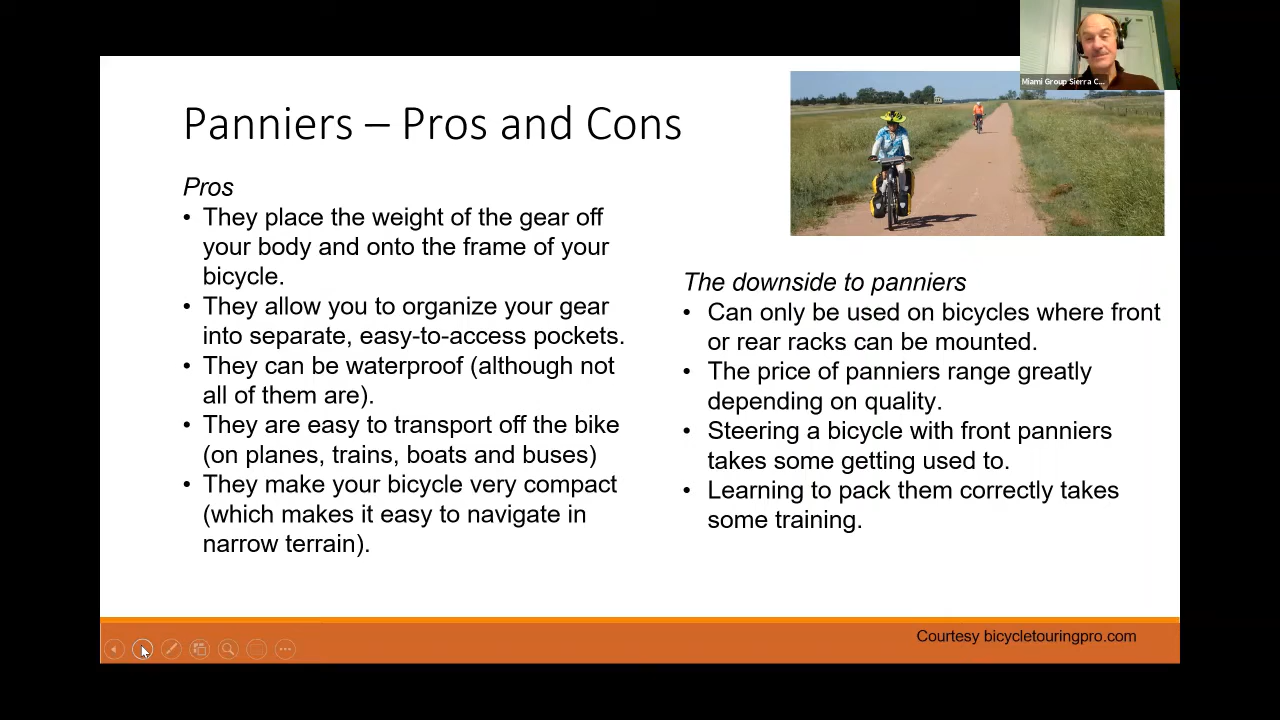 Miami Group Sierra C...
Panniers – Pros and Cons
Pros
• They place the weight of the gear off
your body and onto the frame of your
bicycle.
• They allow you to organize your gear
into separate, easy-to-access pockets.
• They can be waterproof (although not
all of them are).
• They are easy to transport off the bike
(on planes, trains, boats and buses)
• They make your bicycle very compact
(which makes it easy to navigate in
narrow terrain).
The downside to panniers
• Can only be used on bicycles where front
or rear racks can be mounted.
• The price of panniers range greatly
depending on quality.
• Steering a bicycle with front panniers
takes some getting used to.
• Learning to pack them correctly takes
some training.
Courtesy bicycletouringpro.com